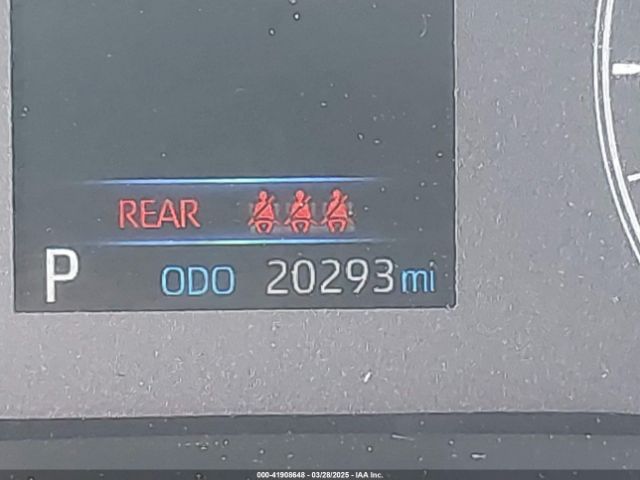 REAR
P ODO 20293 mi
000-41908648 - 03/28/2025 - IAA Inc.